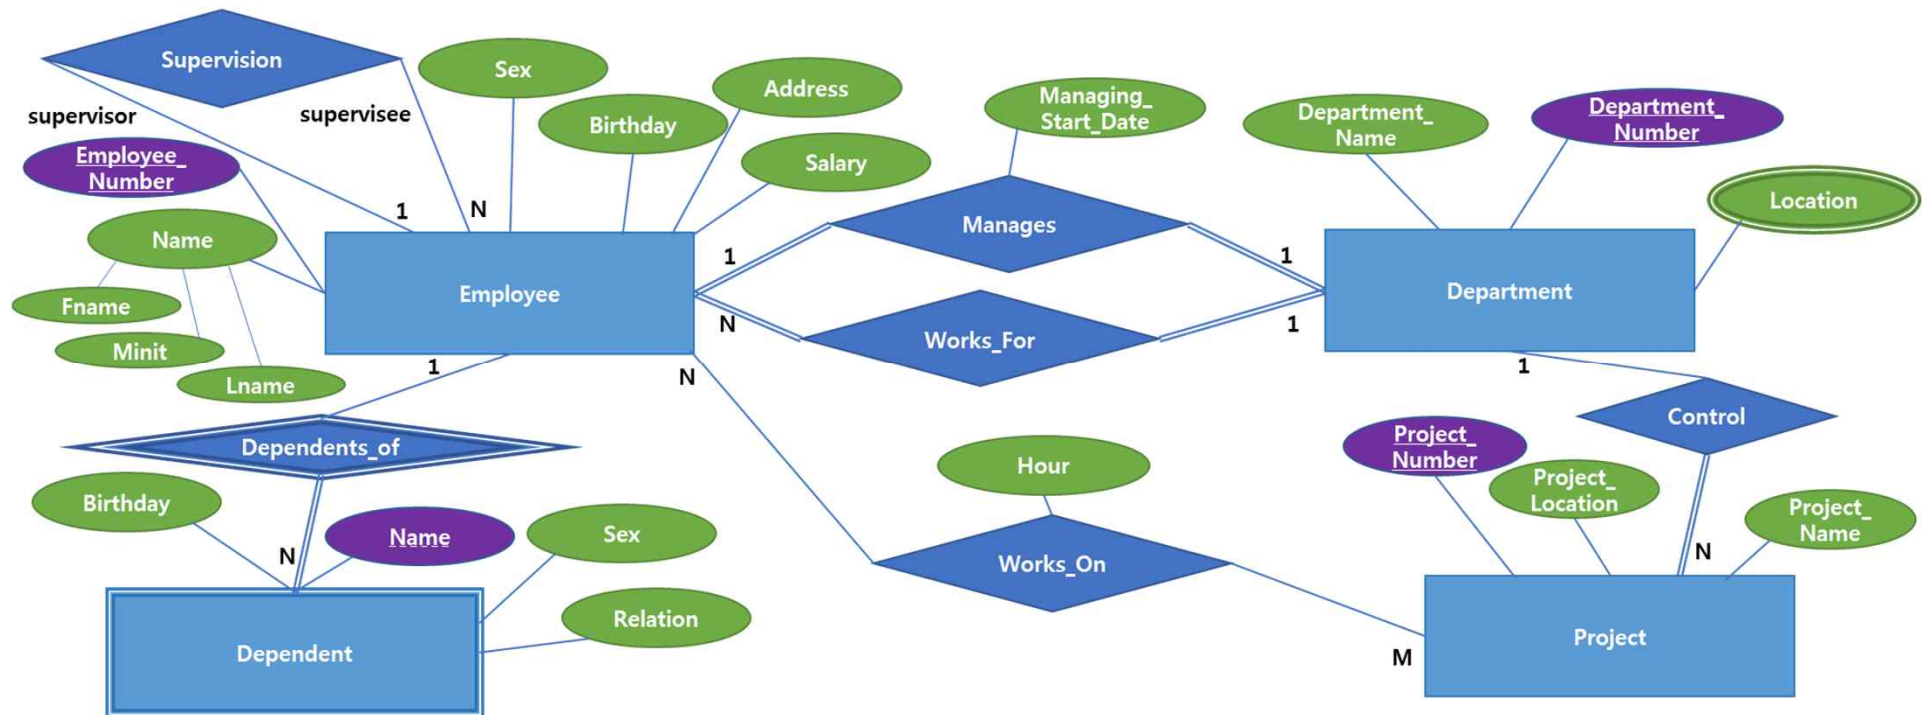 Supervision
supervisor
supervisee
Sex
Birthday
Address
Salary
Managing_
Start_Date
Department_
Name
Department_
Number
Location
Employee_
Number
Name
Fname
Minit
Lname
1
N
Employee
1
Manages
1
N
Works_For
1
Department
1
Dependents_of
N
1
Control
Birthday
Name
Sex
Relation
N
Dependent
Hour
Works_On
M
Project_
Number
Project_
Location
Project_
Name
N
Project